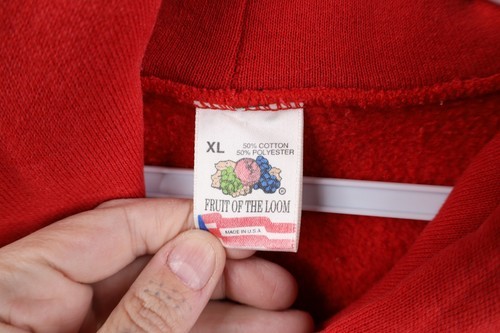 XL
50% COTTON
50% POLYESTER
®
FRUIT OF THE LOOM
MADE IN U.S.A.